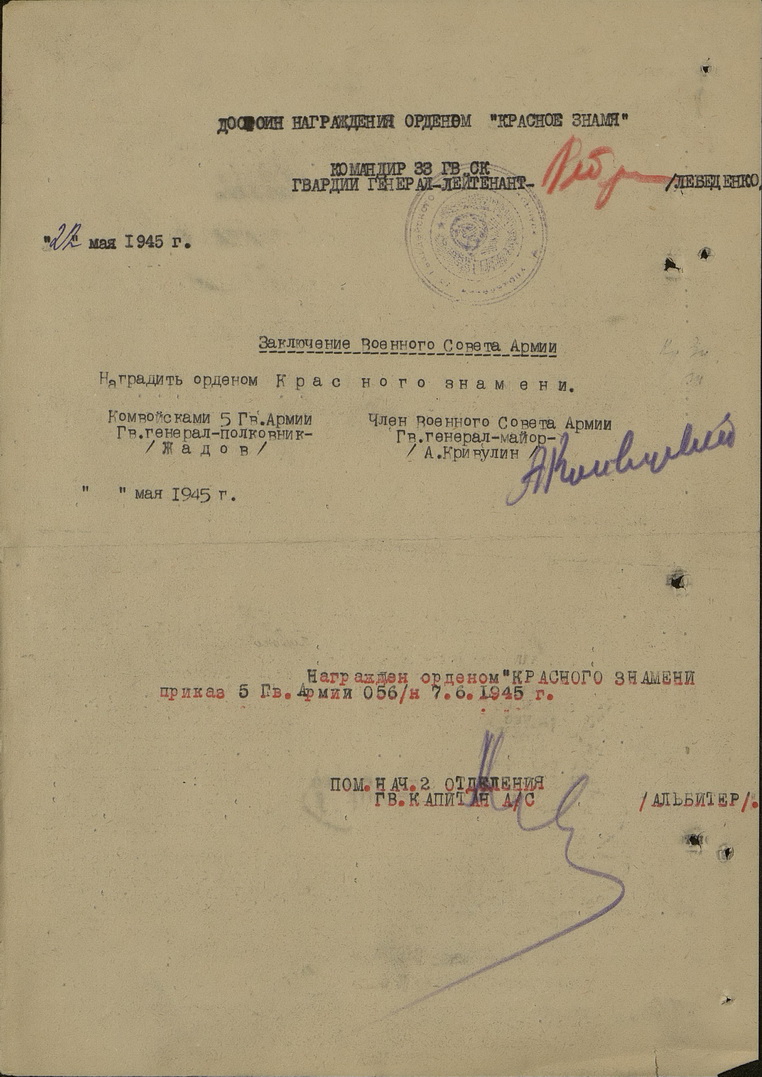 ДОСТОИН НАГРАЖДЕНИЯ ОРДЕНОМ "КРАСНОЕ ЗНАМЯ"
КОМАНДИР 33 ГВ СК
ГВАРДИИ ГЕНЕРАЛ-ЛЕЙТЕНАНТ- /ЛЕБЕДЕНКО/
"22" мая 1945 г.
Заключение Военного Совета Армии
Наградить орденом К р а с н о г о з н а м е н и.
Комвойсками 5 Гв.Армии
Гв.генерал-полковник-
/ Ж а д о в /
Член Военного Совета Армии
Гв.генерал-майор-
/ А.Кривулин /
" " мая 1945 г.
Награжден орденом "КРАСНОГО ЗНАМЕНИ
приказ 5 Гв. Армии 056/н 7.6.1945 г.
ПОМ.НАЧ.2 ОТДЕЛЕНИЯ
ГВ.КАПИТАН А/С /АЛЬБИТЕР/.